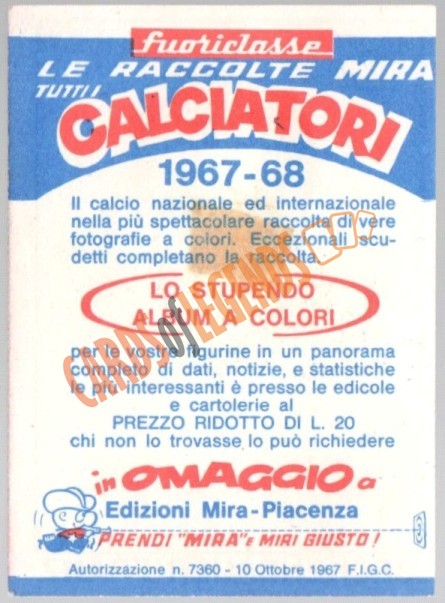 fuoriclasse
LE RACCOLTE MIRA
TUTTI I
CALCIATORI
1967-68
Il calcio nazionale ed internazionale
nella più spettacolare raccolta di vere
fotografie a colori. Eccezionali scu-
detti completano la raccolta.
LO STUPENDO
ALBUM A COLORI
per le vostre figurine in un panorama
completo di dati, notizie, e statistiche
le più interessanti è presso le edicole
e cartolerie al
PREZZO RIDOTTO DI L. 20
chi non lo trovasse lo può richiedere
in OMAGGIO a
Edizioni Mira-Piacenza
PRENDI "MIRA" E MIRI GIUSTO!
Autorizzazione n. 7360 - 10 Ottobre 1967 F.I.G.C.
CARDS OF LEGENDS